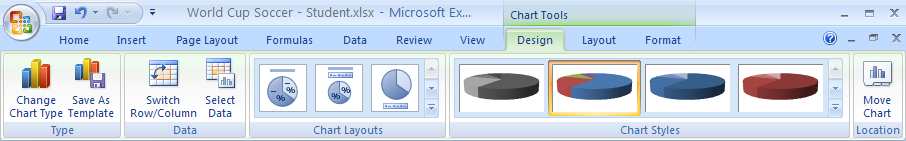 World Cup Soccer - Student.xlsx - Microsoft Ex...
Chart Tools
Home Insert Page Layout Formulas Data Review View Design Layout Format
Change Chart Type
Save As Template
Type
Switch Row/Column
Select Data
Data
% %
% %
Chart Layouts
Chart Styles
Move Chart
Location